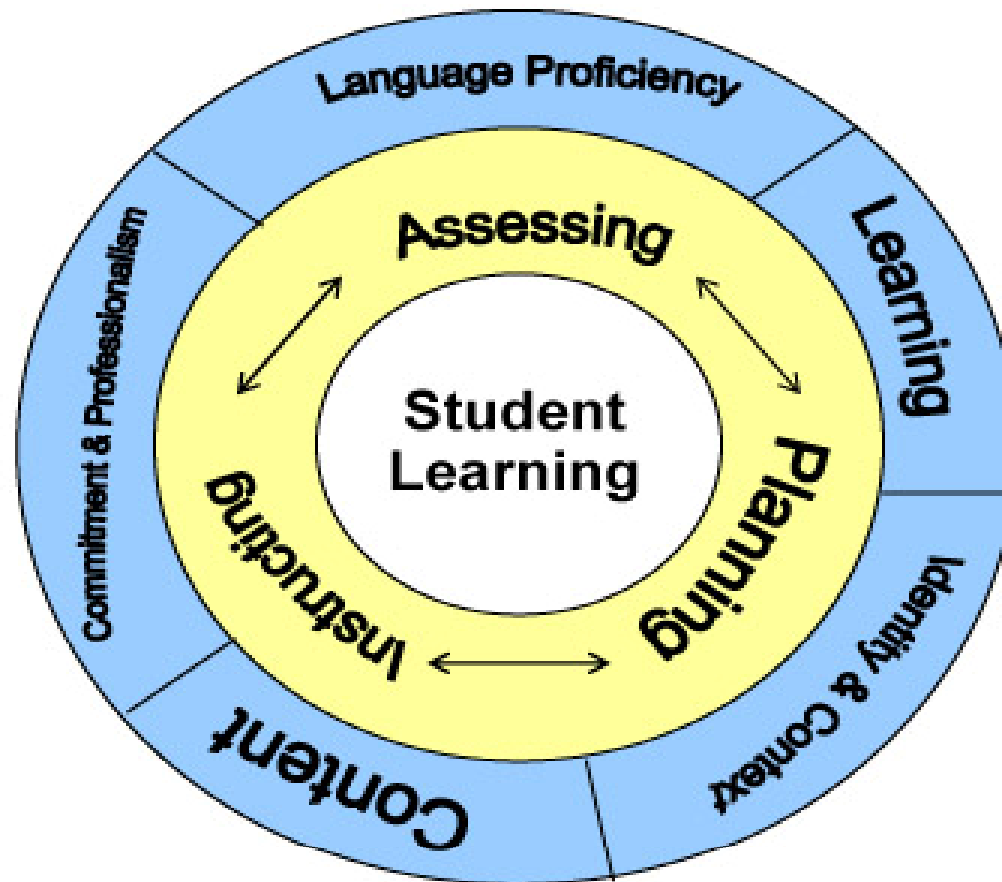 Language Proficiency
Learning
Identity & Context
Content
Commitment & Professionalism
Assessing
Planning
Instructing
Student
Learning